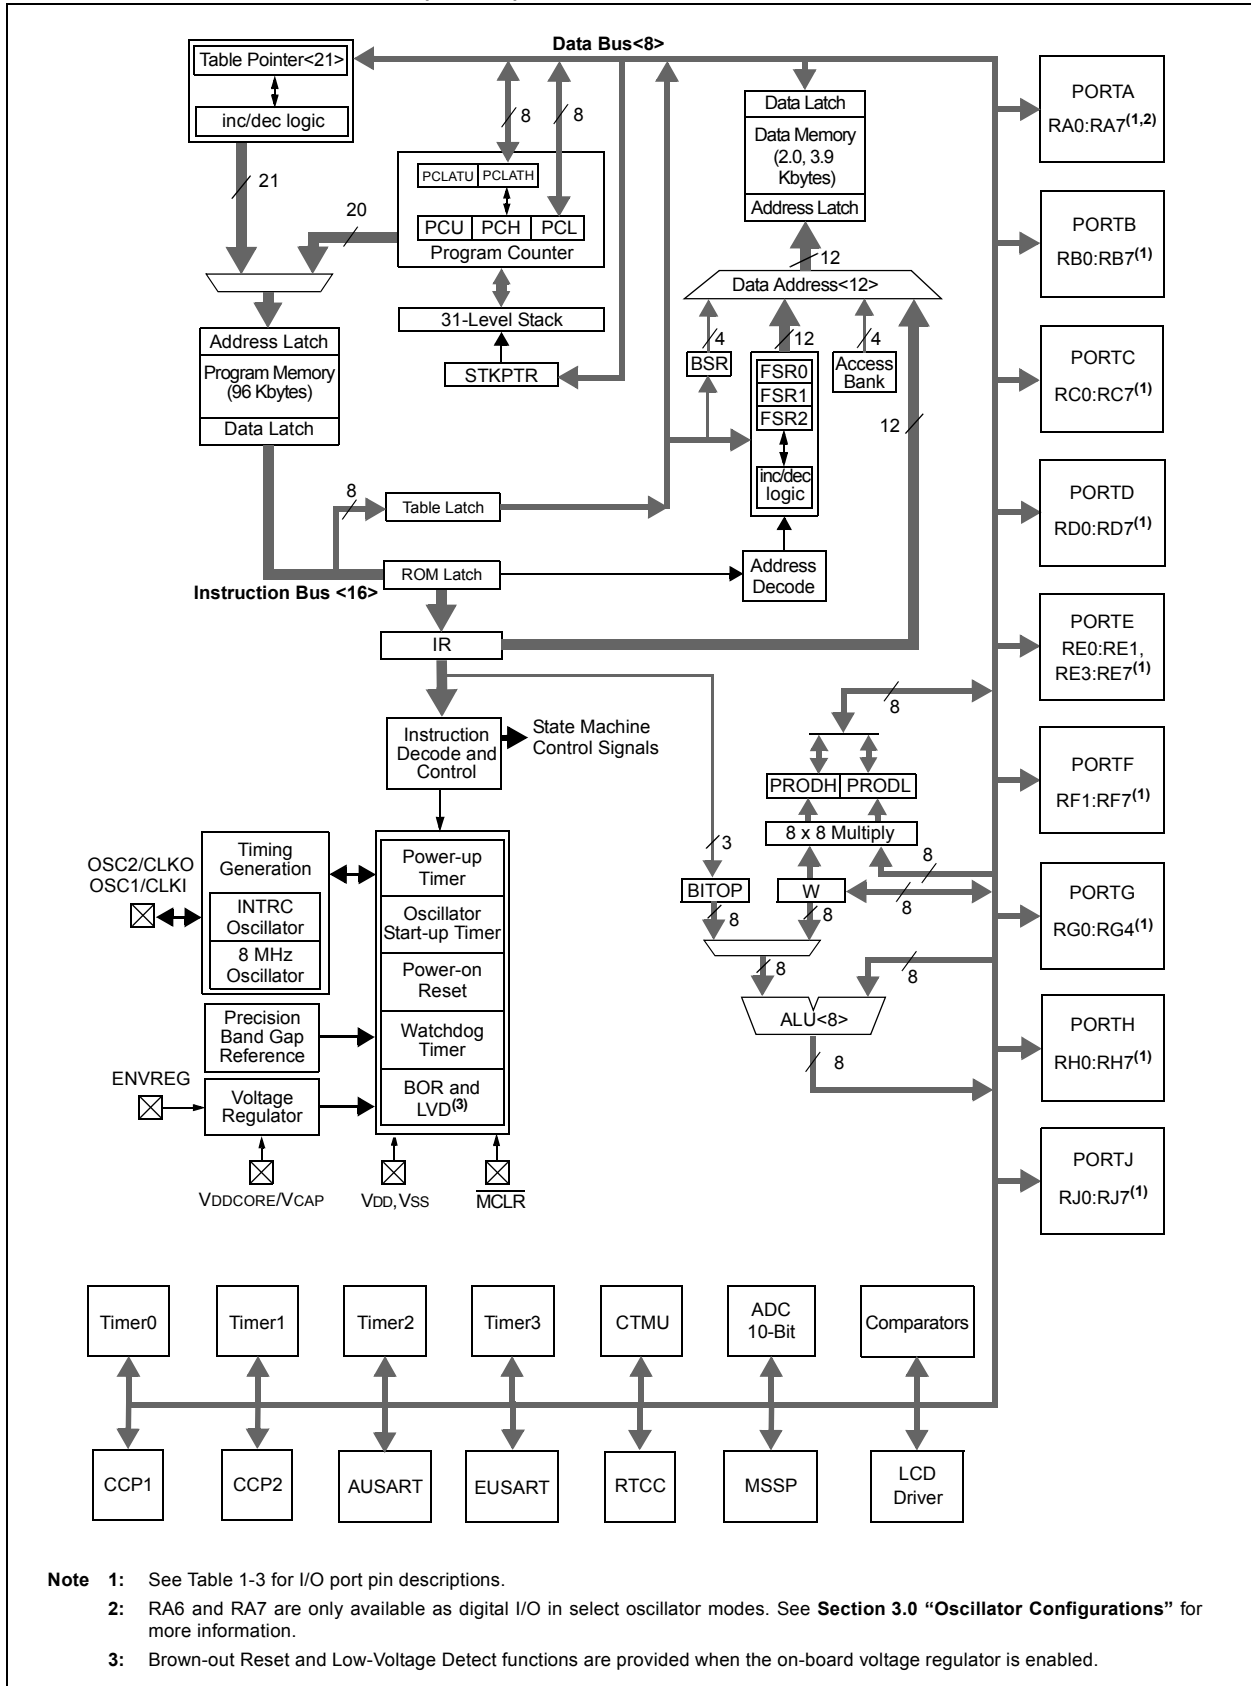 Data Bus<8>
Table Pointer<21>
inc/dec logic
21
20
8
8
PCLATU
PCLATH
PCU
PCH
PCL
Program Counter
31-Level Stack
STKPTR
Data Latch
Data Memory
(2.0, 3.9
Kbytes)
Address Latch
12
Data Address<12>
4
12
4
BSR
FSR0
FSR1
FSR2
inc/dec
logic
Access
Bank
12
Address Latch
Program Memory
(96 Kbytes)
Data Latch
8
Table Latch
ROM Latch
Instruction Bus <16>
Address
Decode
IR
Instruction
Decode and
Control
State Machine
Control Signals
8
PRODH
PRODL
8 x 8 Multiply
3
8
BITOP
W
8
8
8
8
8
ALU<8>
8
OSC2/CLKO
OSC1/CLKI
Timing
Generation
INTRC
Oscillator
8 MHz
Oscillator
Precision
Band Gap
Reference
ENVREG
Voltage
Regulator
Power-up
Timer
Oscillator
Start-up Timer
Power-on
Reset
Watchdog
Timer
BOR and
LVD(3)
VDDCORE/VCAP
VDD, VSS
MCLR
PORTA
RA0:RA7(1,2)
PORTB
RB0:RB7(1)
PORTC
RC0:RC7(1)
PORTD
RD0:RD7(1)
PORTE
RE0:RE1,
RE3:RE7(1)
PORTF
RF1:RF7(1)
PORTG
RG0:RG4(1)
PORTH
RH0:RH7(1)
PORTJ
RJ0:RJ7(1)
Timer0
Timer1
Timer2
Timer3
CTMU
ADC
10-Bit
Comparators
CCP1
CCP2
AUSART
EUSART
RTCC
MSSP
LCD
Driver
Note 1: See Table 1-3 for I/O port pin descriptions.
2: RA6 and RA7 are only available as digital I/O in select oscillator modes. See Section 3.0 “Oscillator Configurations” for
more information.
3: Brown-out Reset and Low-Voltage Detect functions are provided when the on-board voltage regulator is enabled.